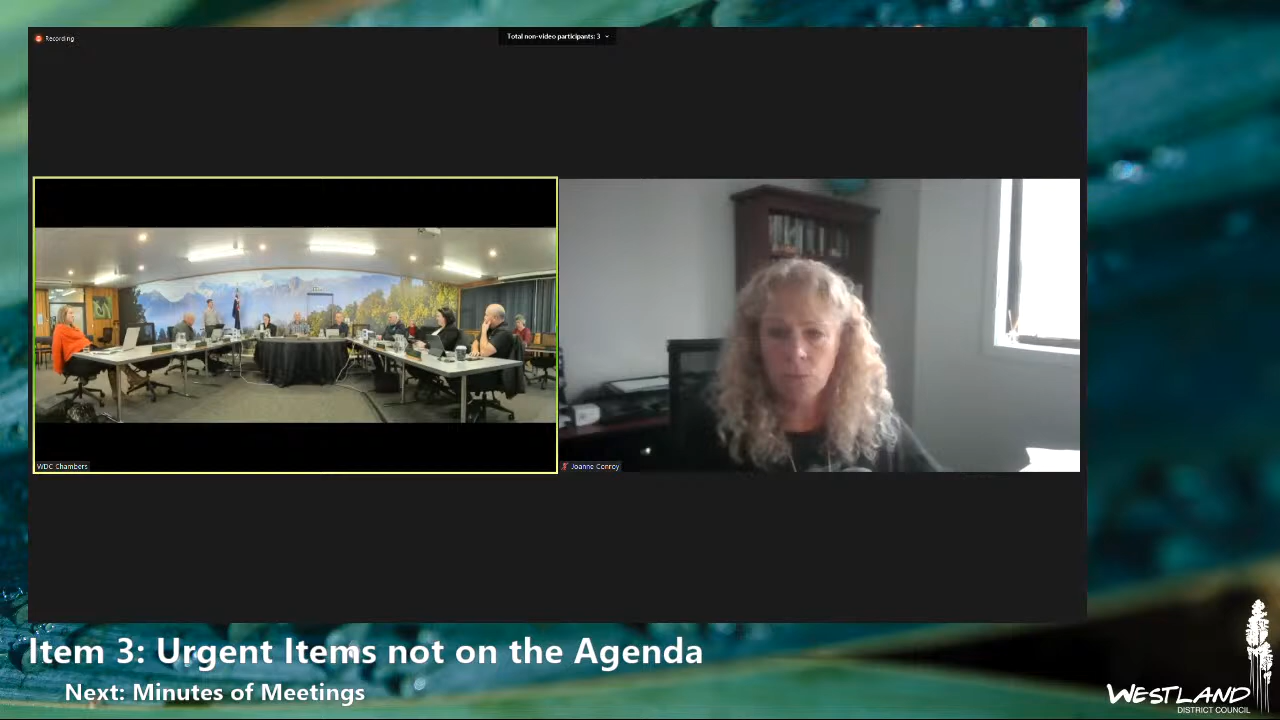 Recording
Total non-video participants: 3
WDC Chambers
Joanne Conroy
Item 3: Urgent Items not on the Agenda
Next: Minutes of Meetings
WESTLAND
DISTRICT COUNCIL